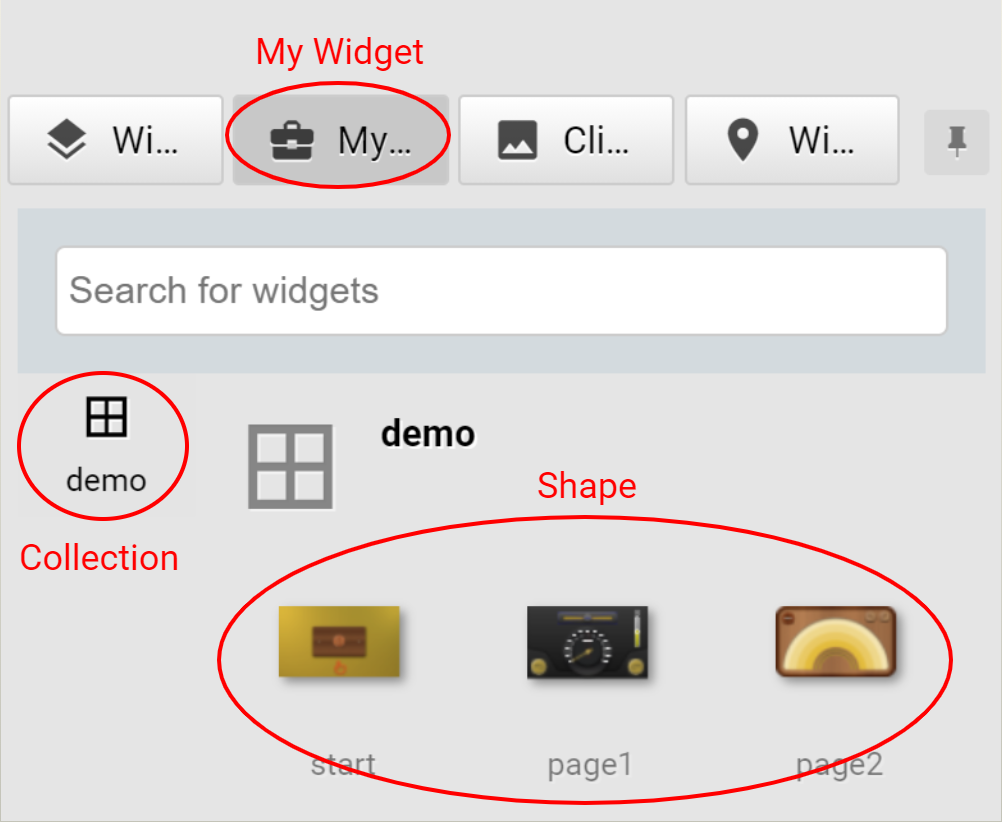 My Widget
Wi... My... Cli... Wi...
Search for widgets
demo
demo
Shape
Collection
start page1 page2